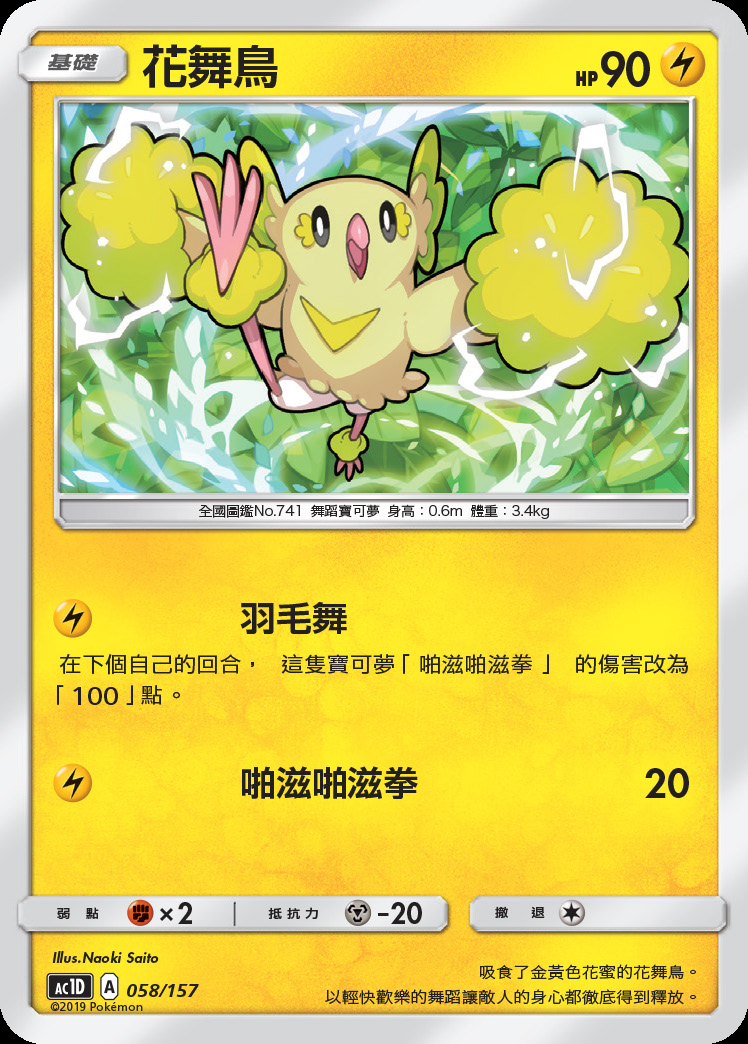 基礎 花舞鳥 HP 90
全國圖鑑No.741 舞蹈寶可夢 身高：0.6m 體重：3.4kg
羽毛舞
在下個自己的回合，這隻寶可夢「啪滋啪滋拳」的傷害改為
「100」點。
啪滋啪滋拳 20
弱點 ×2 抵抗力 -20 撤退
Illus.Naoki Saito
吸食了金黃色花蜜的花舞鳥。
AC1D A 058/157
以輕快歡樂的舞蹈讓敵人的身心都徹底得到釋放。
©2019 Pokémon